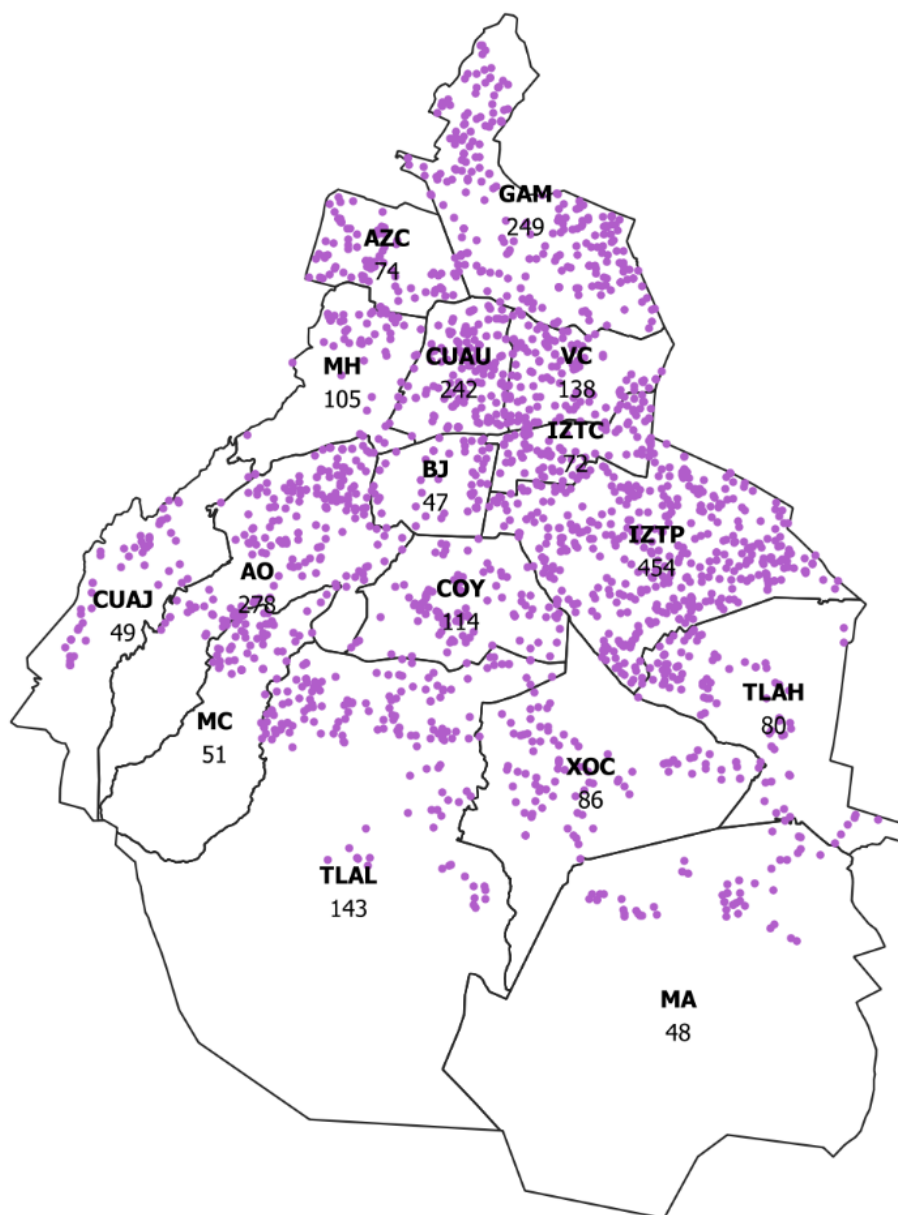 GAM
249
AZC
74
CUAU
242
VC
138
MH
105
IZTC
72
BJ
47
IZTP
454
AO
278
COY
114
CUAJ
49
TLAH
80
MC
51
XOC
86
TLAL
143
MA
48